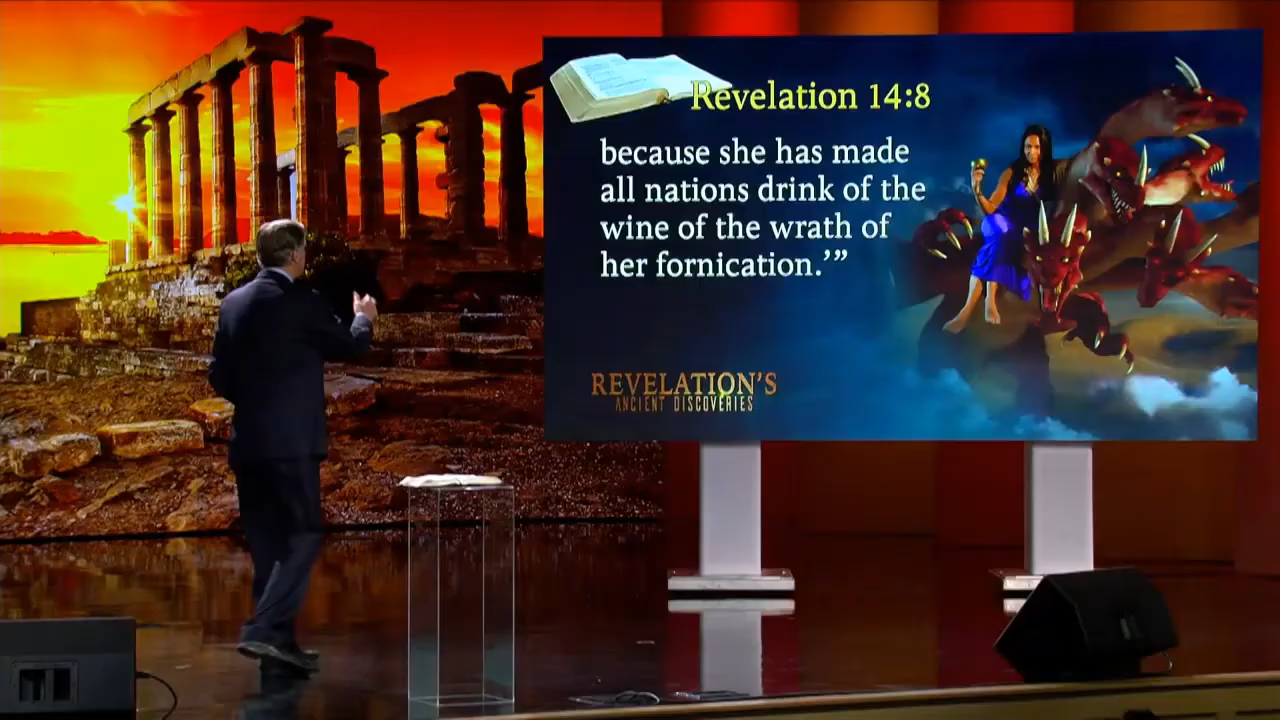 Revelation 14:8
because she has made
all nations drink of the
wine of the wrath of
her fornication.’”
REVELATION'S
ANCIENT DISCOVERIES